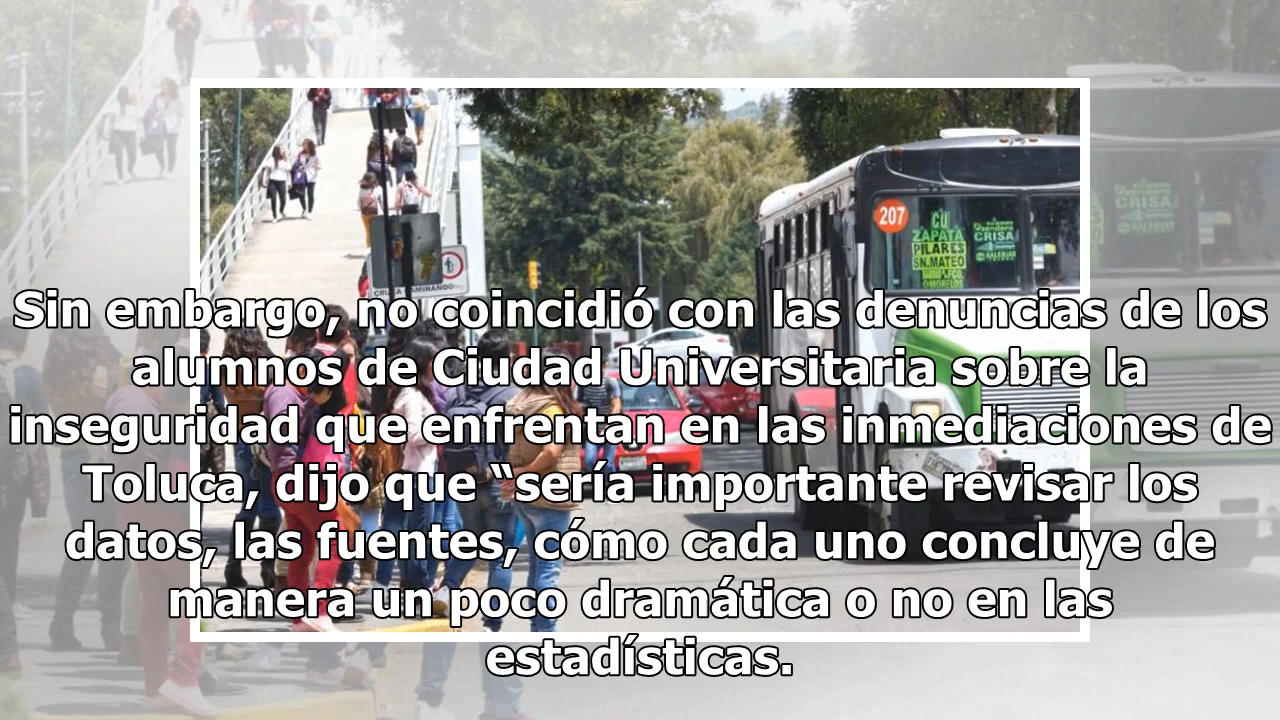 207
CU
ZAPATA
PILARES
SN.MATEO
CRISA
Sin embargo, no coincidió con las denuncias de los
alumnos de Ciudad Universitaria sobre la
inseguridad que enfrentan en las inmediaciones de
Toluca, dijo que “sería importante revisar los
datos, las fuentes, cómo cada uno concluye de
manera un poco dramática o no en las
estadísticas.